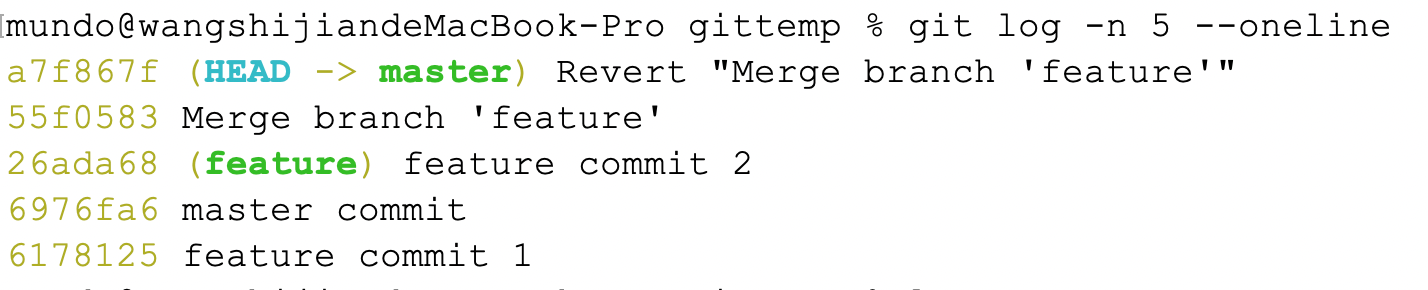 mundo@wangshijiandeMacBook-Pro gittemp % git log -n 5 --oneline
a7f867f (HEAD -> master) Revert "Merge branch 'feature'"
55f0583 Merge branch 'feature'
26ada68 (feature) feature commit 2
6976fa6 master commit
6178125 feature commit 1